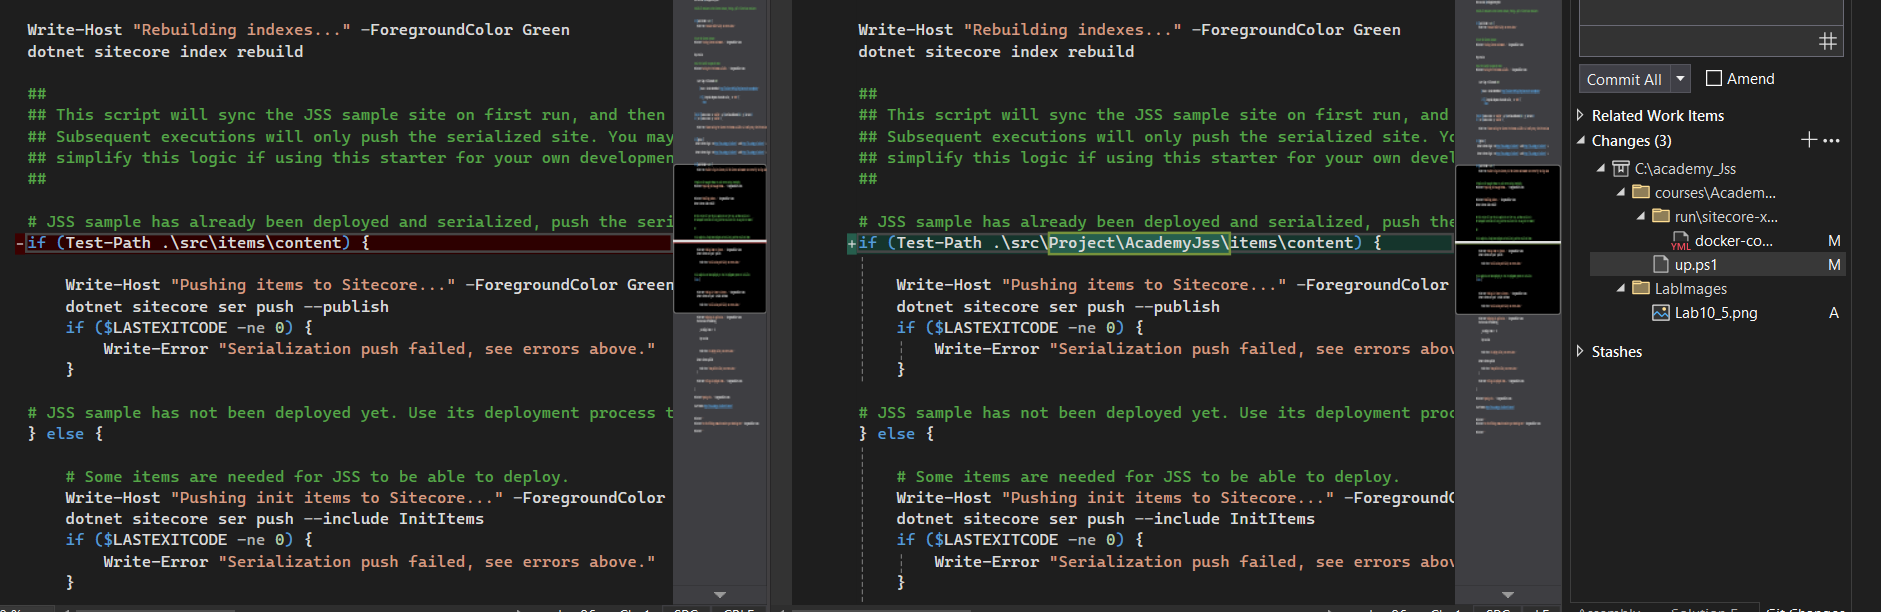 Write-Host "Rebuilding indexes..." -ForegroundColor Green
dotnet sitecore index rebuild
##
## This script will sync the JSS sample site on first run, and then
## Subsequent executions will only push the serialized site. You may
## simplify this logic if using this starter for your own developmen
##
# JSS sample has already been deployed and serialized, push the seri
-if (Test-Path .\src\items\content) {
Write-Host "Pushing items to Sitecore..." -ForegroundColor Green
dotnet sitecore ser push --publish
if ($LASTEXITCODE -ne 0) {
Write-Error "Serialization push failed, see errors above."
}
# JSS sample has not been deployed yet. Use its deployment process t
} else {
# Some items are needed for JSS to be able to deploy.
Write-Host "Pushing init items to Sitecore..." -ForegroundColor
dotnet sitecore ser push --include InitItems
if ($LASTEXITCODE -ne 0) {
Write-Error "Serialization push failed, see errors above."
}
Write-Host "Rebuilding indexes..." -ForegroundColor Green
dotnet sitecore index rebuild
##
## This script will sync the JSS sample site on first run, and
## Subsequent executions will only push the serialized site. Yo
## simplify this logic if using this starter for your own devel
##
# JSS sample has already been deployed and serialized, push the
+if (Test-Path .\src\Project\AcademyJss\items\content) {
Write-Host "Pushing items to Sitecore..." -ForegroundColor
dotnet sitecore ser push --publish
if ($LASTEXITCODE -ne 0) {
Write-Error "Serialization push failed, see errors abov
}
# JSS sample has not been deployed yet. Use its deployment proc
} else {
# Some items are needed for JSS to be able to deploy.
Write-Host "Pushing init items to Sitecore..." -ForegroundC
dotnet sitecore ser push --include InitItems
if ($LASTEXITCODE -ne 0) {
Write-Error "Serialization push failed, see errors abov
}
Commit All Amend
Related Work Items
Changes (3)
C:\academy_Jss
courses\Academ...
run\sitecore-x...
YML docker-co... M
up.ps1 M
LabImages
Lab10_5.png A
Stashes